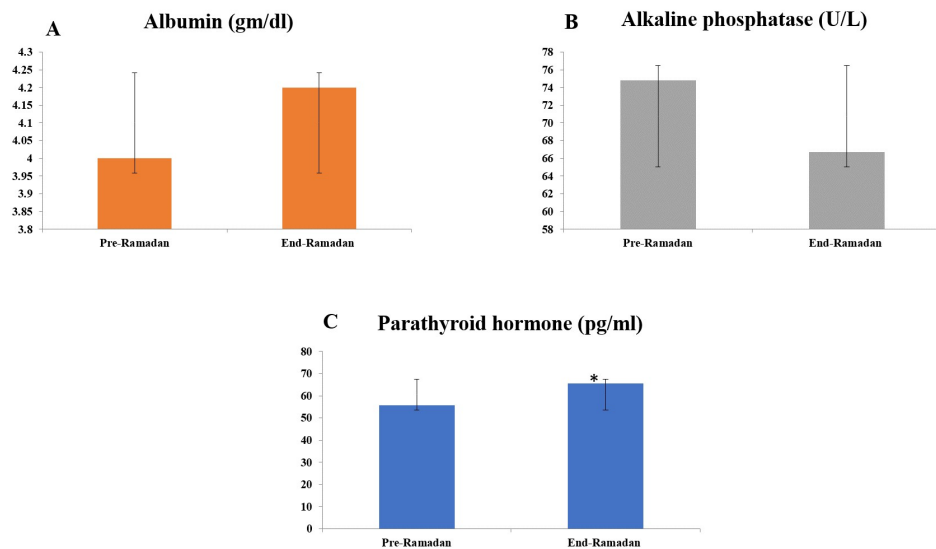 A
Albumin (gm/dl)
4.3
4.25
4.2
4.15
4.1
4.05
4
3.95
3.9
3.85
3.8
Pre-Ramadan
End-Ramadan
B
Alkaline phosphatase (U/L)
78
76
74
72
70
68
66
64
62
60
58
Pre-Ramadan
End-Ramadan
C
Parathyroid hormone (pg/ml)
80
70
60
50
40
30
20
10
0
*
Pre-Ramadan
End-Ramadan